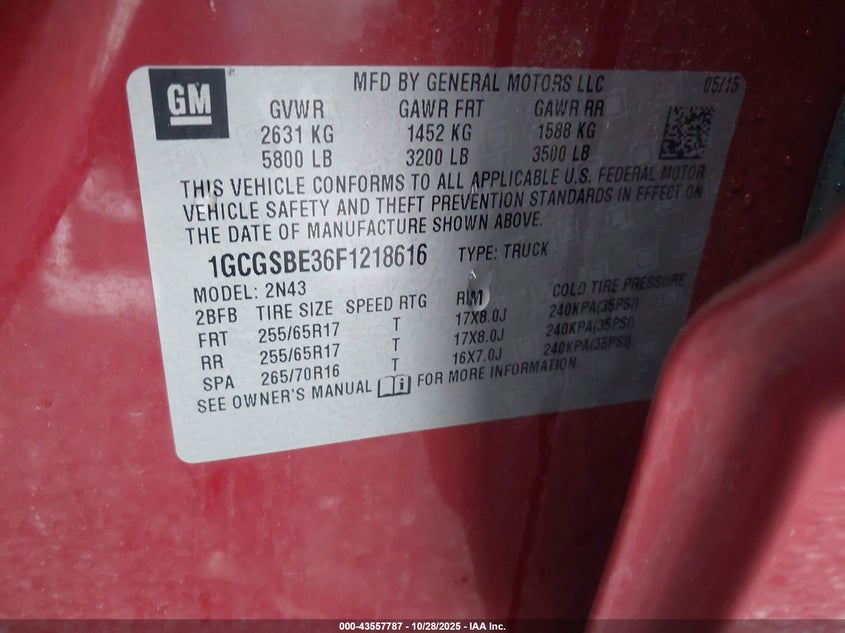 GM
MFD BY GENERAL MOTORS LLC 05/15
GVWR GAWR FRT GAWR RR
2631 KG 1452 KG 1588 KG
5800 LB 3200 LB 3500 LB
THIS VEHICLE CONFORMS TO ALL APPLICABLE U.S. FEDERAL MOTOR
VEHICLE SAFETY AND THEFT PREVENTION STANDARDS IN EFFECT ON
THE DATE OF MANUFACTURE SHOWN ABOVE.
1GCGSBE36F1218616 TYPE: TRUCK
MODEL: 2N43
2BFB TIRE SIZE SPEED RTG RIM COLD TIRE PRESSURE
FRT 255/65R17 T 17X8.0J 240KPA(35PSI)
RR 255/65R17 T 17X8.0J 240KPA(35PSI)
SPA 265/70R16 T 16X7.0J 240KPA(35PSI)
SEE OWNER'S MANUAL FOR MORE INFORMATION.
000-43557787 - 10/28/2025 - IAA Inc.